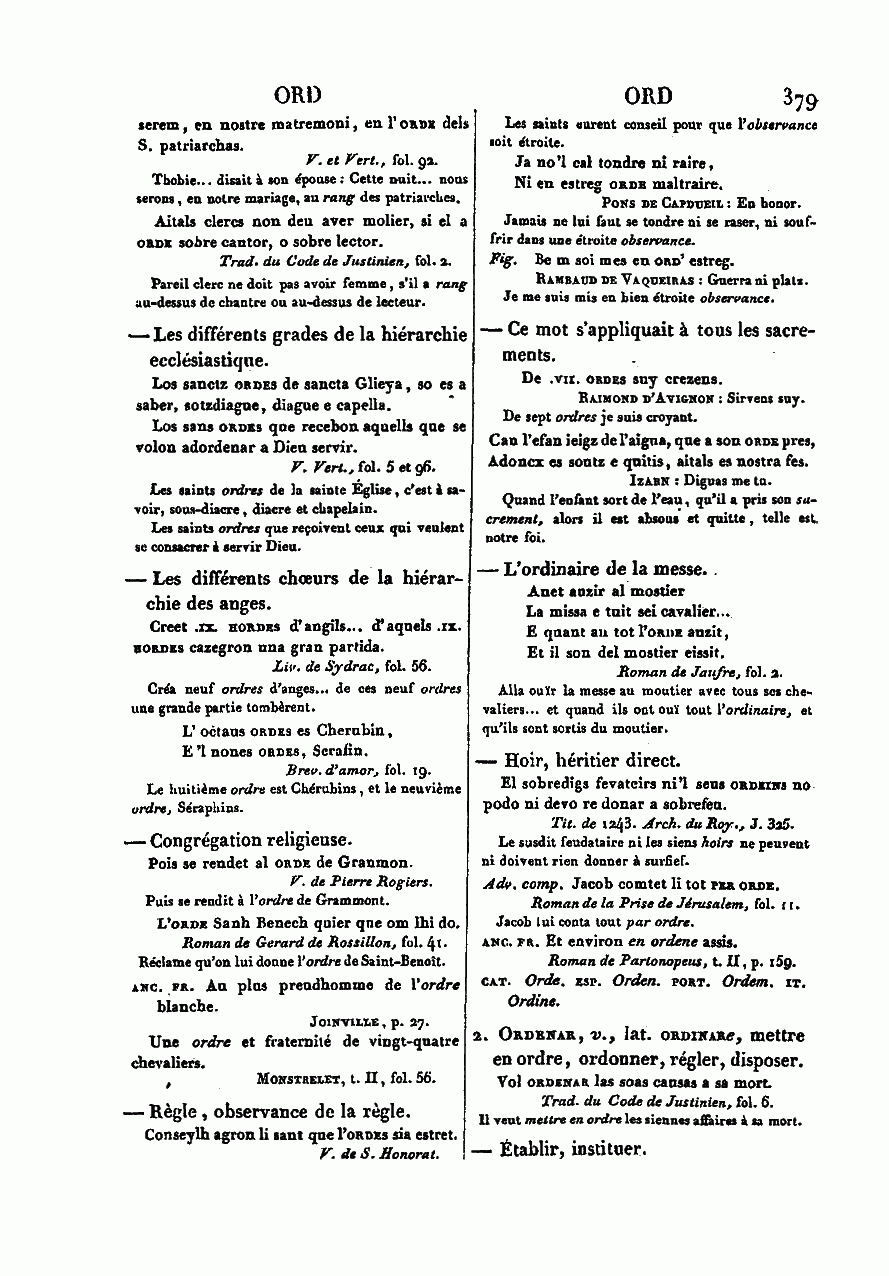 ORD
ORD 379
serem, en nostre matremoni, en l'ORDE dels
S. patriarchas.
V. et Vert., fol. 92.
Thobie... disait à son épouse: Cette nuit... nous
serons, en notre mariage, au rang des patriarches.
Aitals clercs non deu aver molier, si el a
ORDE sobre cantor, o sobre lector.
Trad. du Code de Justinien, fol. 2.
Pareil clerc ne doit pas avoir femme, s'il a rang
au-dessus de chantre ou au-dessus de lecteur.
— Les différents grades de la hiérarchie
ecclésiastique.
Los sanctz ORDES de sancta Glieya, so es a
saber, sotzdiague, diague e capella.
Los sans ORDES que recebon aquells que se
volon adordenar a Dieu servir.
V. Vert., fol. 5 et 96.
Les saints ordres de la sainte Église, c'est à sa-
voir, sous-diacre, diacre et chapelain.
Les saints ordres que reçoivent ceux qui veulent
se consacrer à servir Dieu.
— Les différents chœurs de la hiérar-
chie des anges.
Creet .IX. HORDES d'angils... d'aquels .IX.
HORDES cazegron una gran partida.
Liv. de Sydrac, fol. 56.
Créa neuf ordres d'anges... de ces neuf ordres
une grande partie tombèrent.
L' octaus ORDES es Cherubin,
E 'l nones ORDES, Serafin.
Brev. d'amor, fol. 19.
Le huitième ordre est Chérubins, et le neuvième
ordre, Séraphins.
— Congrégation religieuse.
Pois se rendet al ORDE de Granmon.
V. de Pierre Rogiers.
Puis se rendit à l'ordre de Grammont.
L'ORDE Sanh Benech quier que om lhi do.
Roman de Gerard de Rossillon, fol. 41.
Réclame qu'on lui donne l'ordre de Saint-Benoît.
ANC. FR. Au plus preudhomme de l'ordre
blanche.
JOINVILLE, p. 27.
Une ordre et fraternité de vingt-quatre
chevaliers.
MONSTRELET, t. II, fol. 56.
— Règle, observance de la règle.
Conseylh agron li sant que l'ORDES sia estret.
V. de S. Honorat.
Les saints eurent conseil pour que l'observance
soit étroite.
Ja no'l cal tondre ni raire,
Ni en estreg ORDE maltraire.
PONS DE CAPDUEIL: En honor.
Jamais ne lui faut se tondre ni se raser, ni souf-
frir dans une étroite observance.
Fig. Be m soi mes en ORD' estreg.
RAMBAUD DE VAQUEIRAS: Guerra ni platz.
Je me suis mis en bien étroite observance.
— Ce mot s'appliquait à tous les sacre-
ments.
De .VII. ORDES suy crezens.
RAIMOND D'AVIGNON: Sirvens suy.
De sept ordres je suis croyant.
Can l'efan ieigz de l'aigua, que a son ORDE pres,
Adoncx es soutz e quitis, aitals es nostra fes.
IZARN: Diguas me tu.
Quand l'enfant sort de l'eau, qu'il a pris son sa-
crement, alors il est absous et quitte, telle est
notre foi.
— L'ordinaire de la messe.
Anet auzir al mostier
La missa e tuit sei cavalier...
E quant au tot l'ORDE auzit,
Et il son del mostier eissit.
Roman de Jaufre, fol. 2.
Alla ouïr la messe au moutier avec tous ses che-
valiers... et quand ils ont ouï tout l'ordinaire, et
qu'ils sont sortis du moutier.
— Hoir, héritier direct.
El sobredigs fevateirs ni'l seus ORDEINS no
podo ni devo re donar a sobrefeu.
Tit. de 1243. Arch. du Roy., J. 325.
Le susdit feudataire ni les siens hoirs ne peuvent
ni doivent rien donner à surfief.
Adv. comp. Jacob comtet li tot PER ORDE.
Roman de la Prise de Jérusalem, fol. 11.
Jacob lui conta tout par ordre.
ANC. FR. Et environ en ordene assis.
Roman de Partonopeus, t. II, p. 159.
CAT. Orde. ESP. Orden. PORT. Ordem. IT.
Ordine.
2. ORDENAR, v., lat. ORDINARe, mettre
en ordre, ordonner, régler, disposer.
Vol ORDENAR las soas causas a sa mort.
Trad. du Code de Justinien, fol. 6.
Il veut mettre en ordre les siennes affaires à sa mort.
— Établir, instituer.